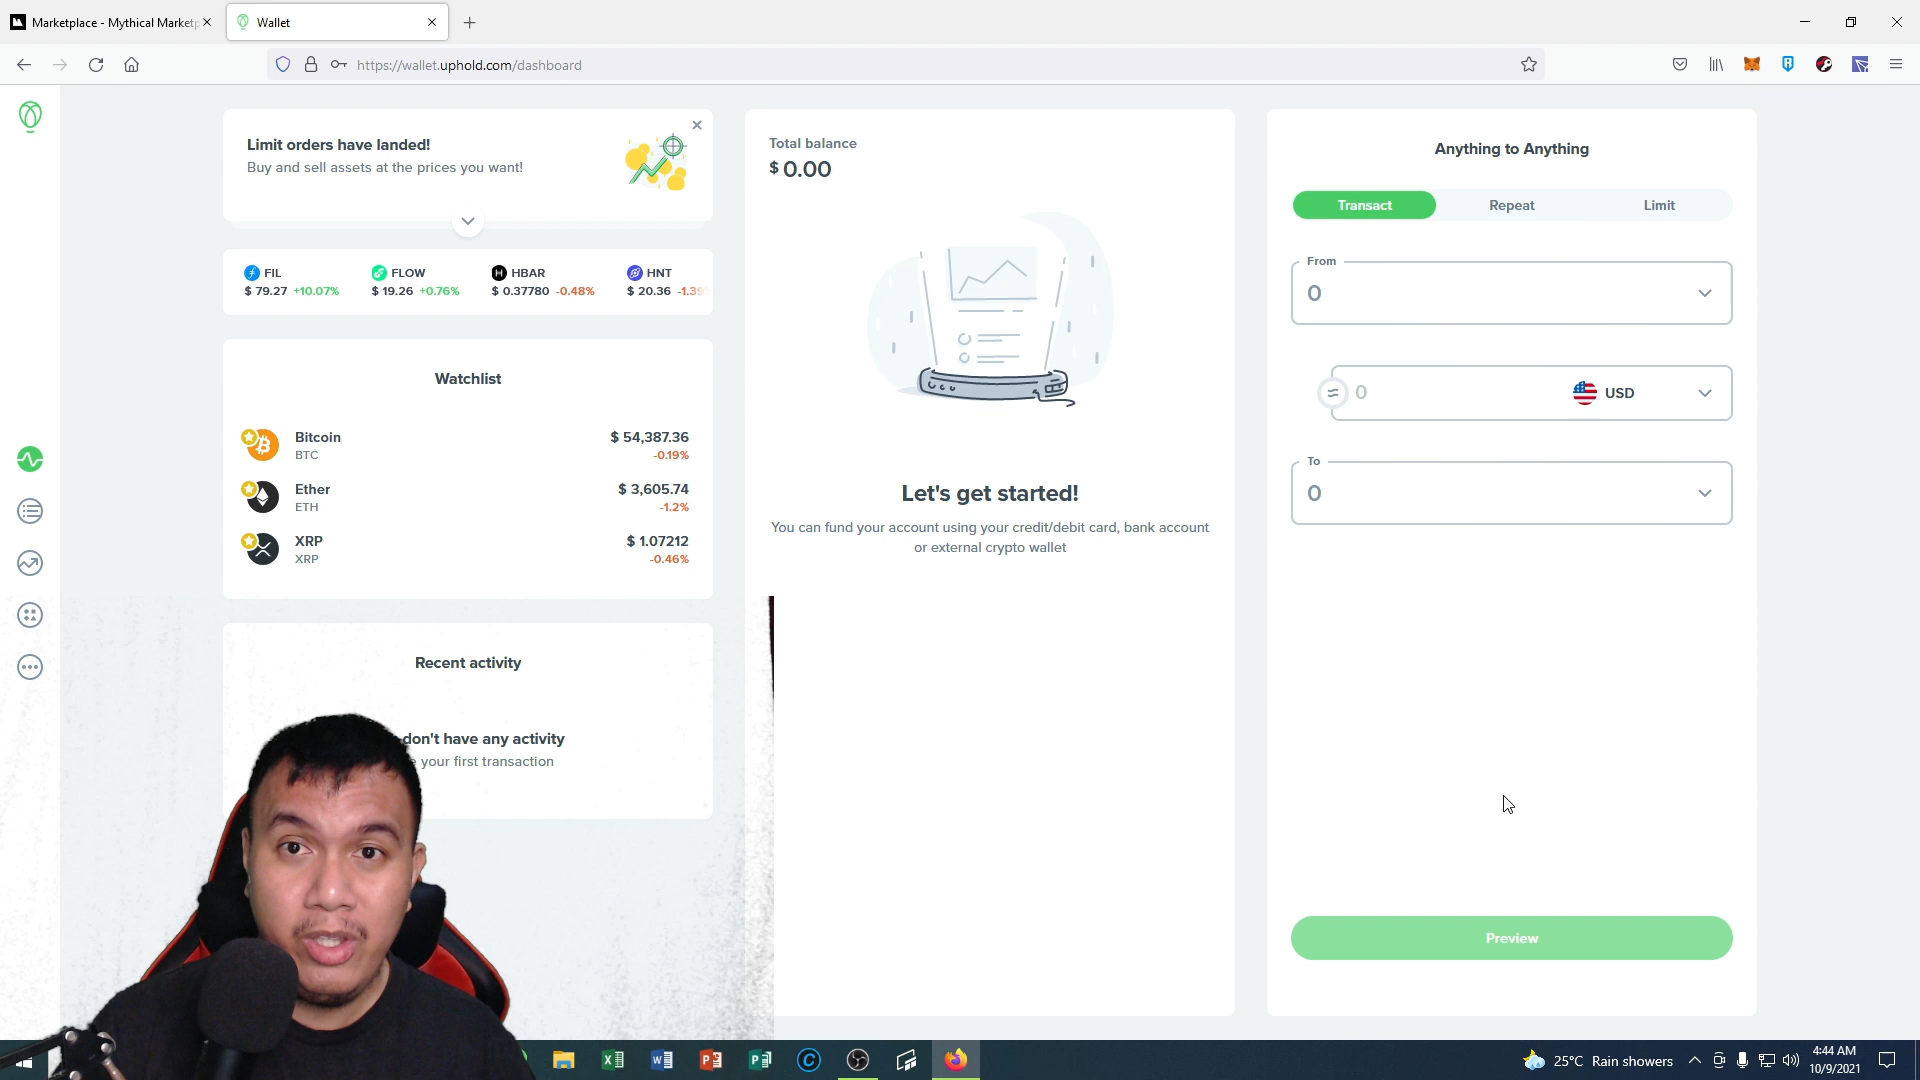 Marketplace - Mythical Marketp
Wallet
https://wallet.uphold.com/dashboard
Limit orders have landed!
Buy and sell assets at the prices you want!
FIL
$ 79.27 +10.07%
FLOW
$ 19.26 +0.76%
HBAR
$ 0.37780 -0.48%
HNT
$ 20.36 -1.39%
Watchlist
Bitcoin
BTC
$ 54,387.36
-0.19%
Ether
ETH
$ 3,605.74
-1.2%
XRP
XRP
$ 1.07212
-0.46%
Recent activity
don't have any activity
your first transaction
Total balance
$ 0.00
Let's get started!
You can fund your account using your credit/debit card, bank account
or external crypto wallet
Anything to Anything
Transact
Repeat
Limit
From
0
0
USD
To
0
Preview
25°C Rain showers
4:44 AM
10/9/2021